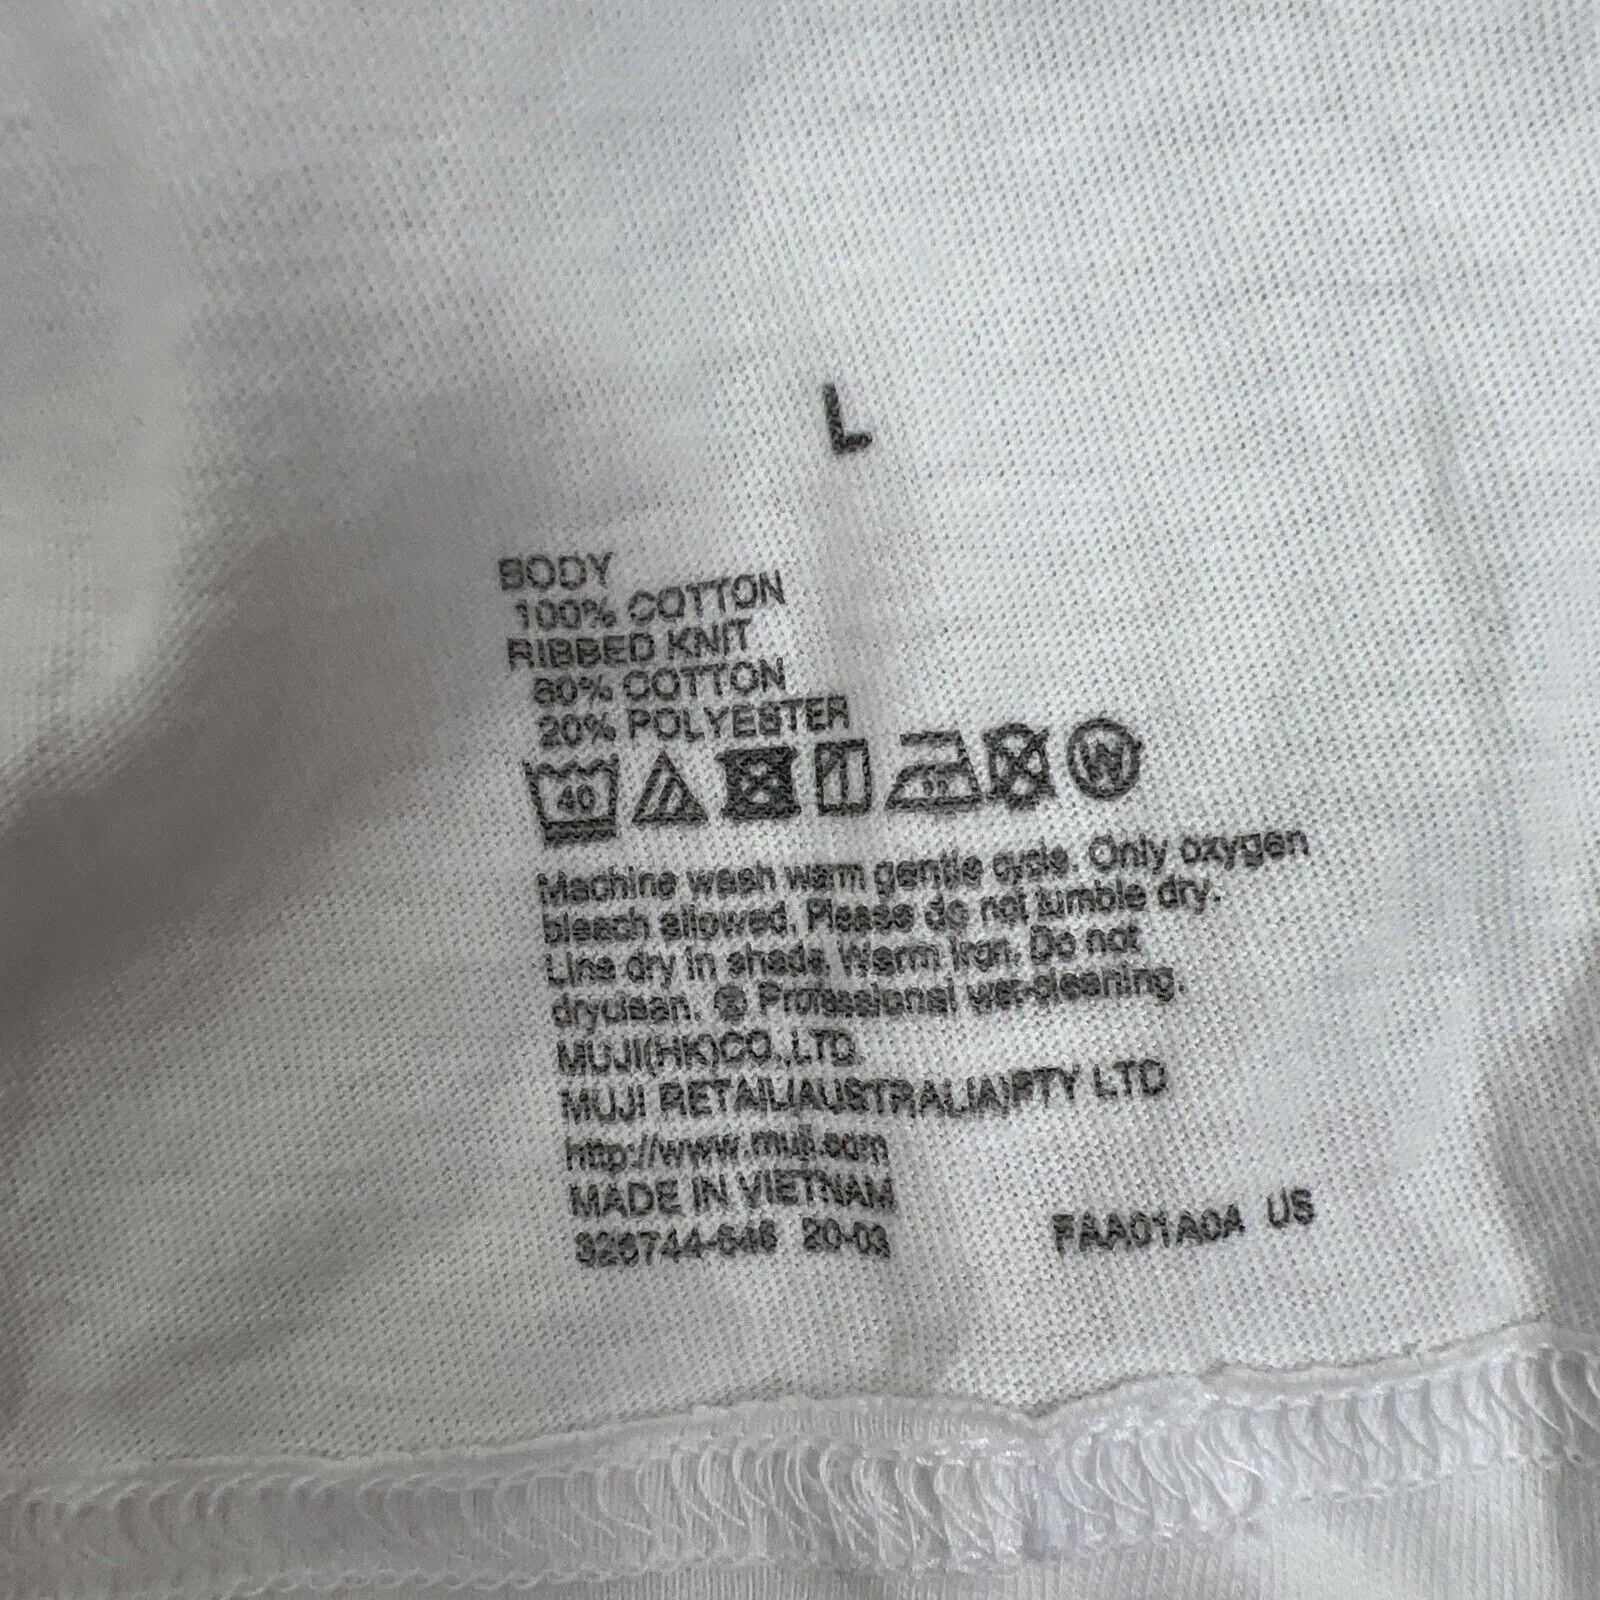 L
BODY
100% COTTON
RIBBED KNIT
80% COTTON
20% POLYESTER
40
W
Machine wash warm gentle cycle. Only oxygen
bleach allowed. Please do not tumble dry.
Line dry in shade. Warm iron. Do not
dryclean. Ⓦ Professional wet-cleaning.
MUJI(HK)CO.,LTD.
MUJI RETAIL(AUSTRALIA)PTY LTD
http://www.muji.com
MADE IN VIETNAM
20-03 FAA01A0A US